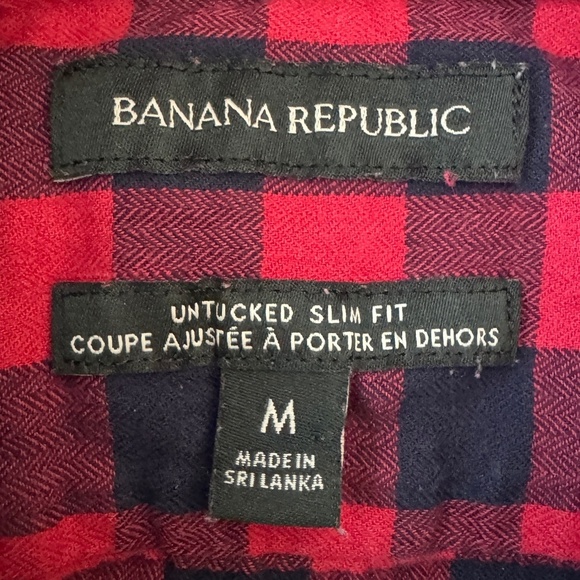 BANANA REPUBLIC
UNTUCKED SLIM FIT
COUPE AJUSTÉE À PORTER EN DEHORS
M
MADE IN
SRI LANKA